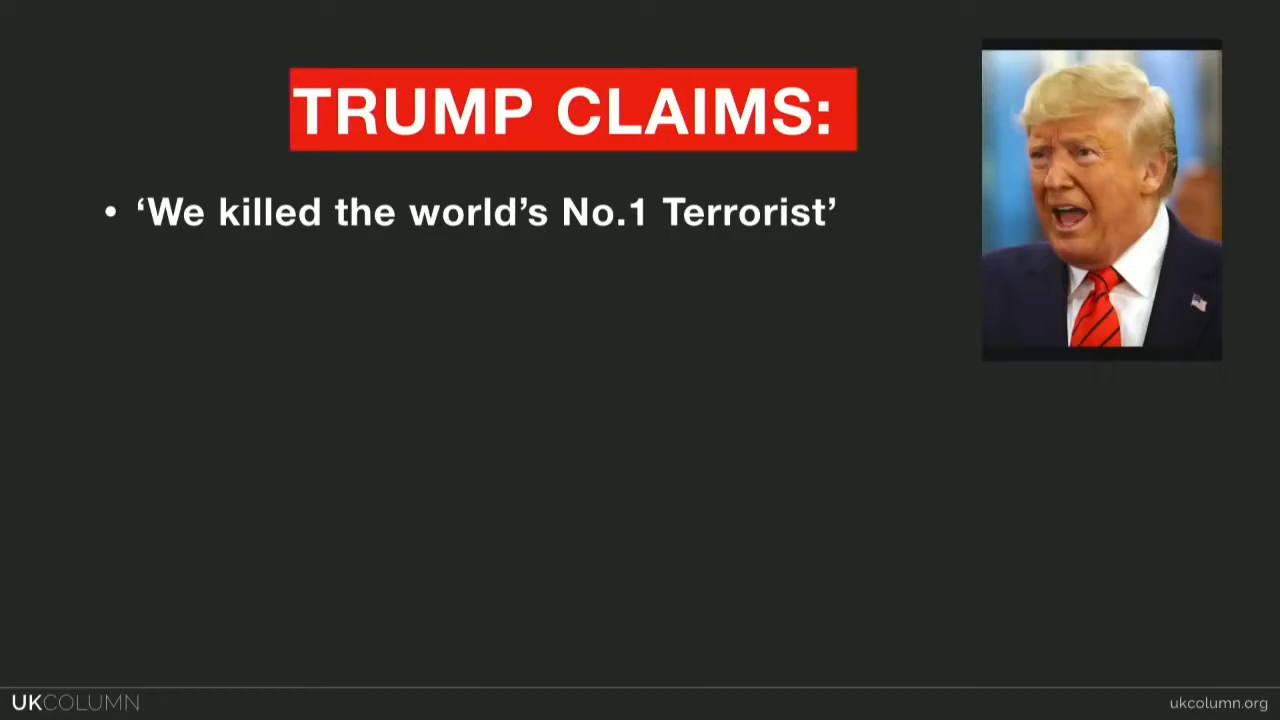 TRUMP CLAIMS:
• ‘We killed the world’s No.1 Terrorist’
UKCOLUMN
ukcolumn.org